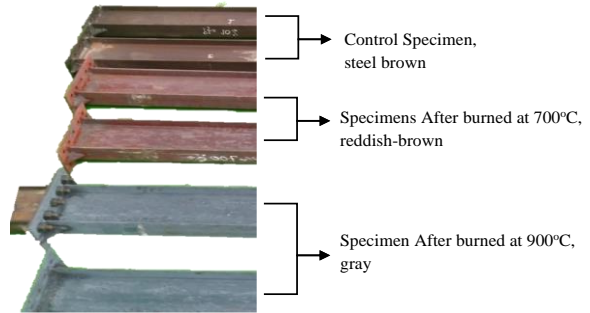 Control Specimen,
steel brown
Specimens After burned at 700°C,
reddish-brown
Specimen After burned at 900°C,
gray